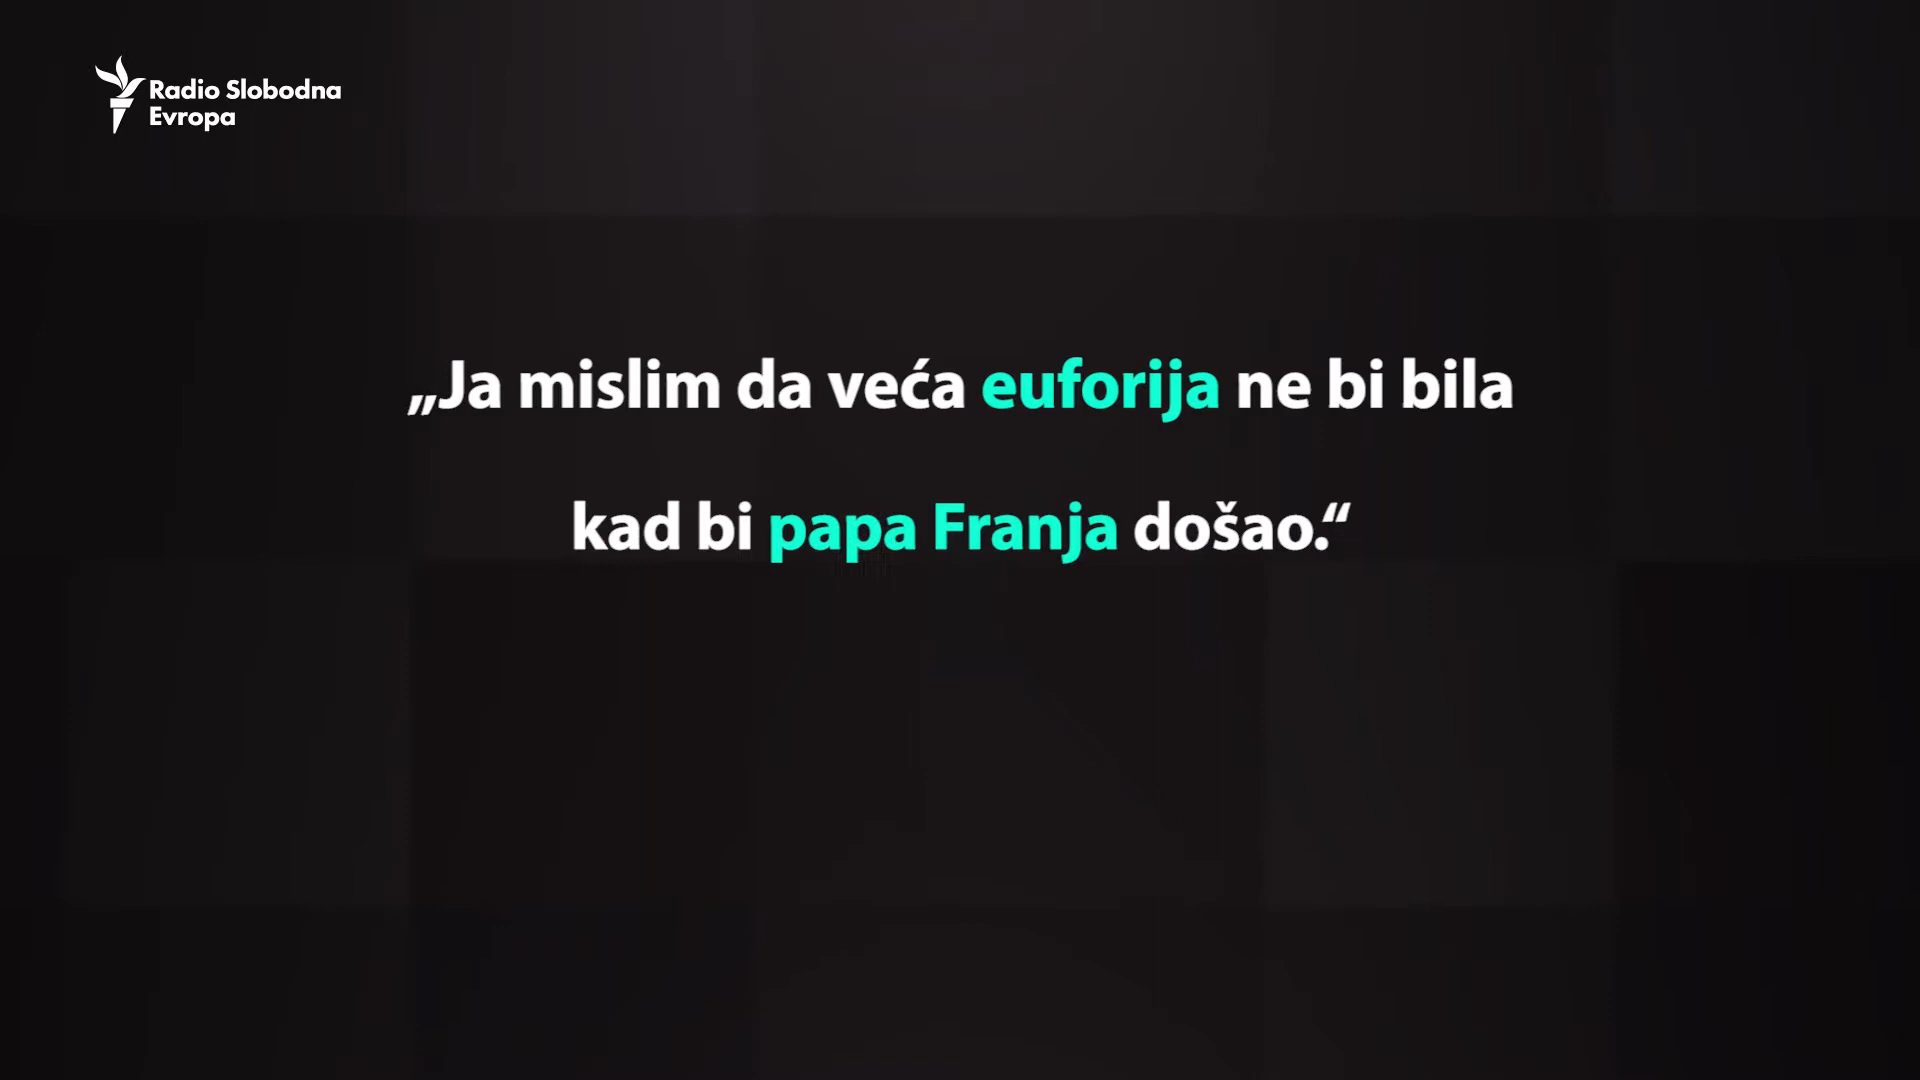 Radio Slobodna
Evropa
„Ja mislim da veća euforija ne bi bila
kad bi papa Franja došao.“